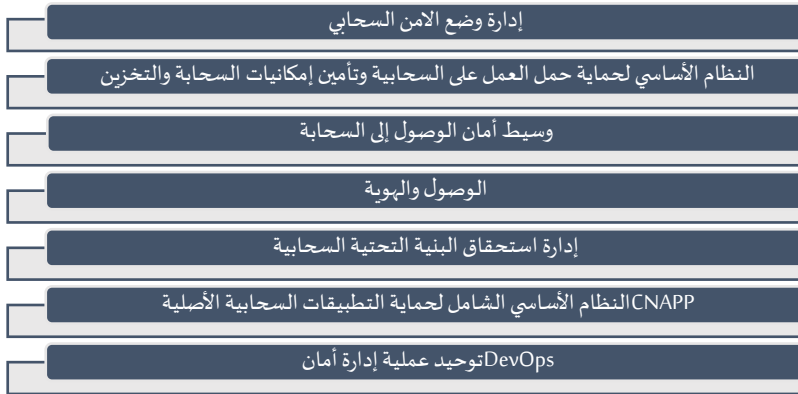 إدارة وضع الامن السحابي
النظام الأساسي لحماية حمل العمل على السحابية وتأمين إمكانيات السحابة والتخزين
وسيط أمان الوصول إلى السحابة
الوصول والهوية
إدارة استحقاق البنية التحتية السحابية
CNAPPالنظام الأساسي الشامل لحماية التطبيقات السحابية الأصلية
DevOpsتوحيد عملية إدارة أمان